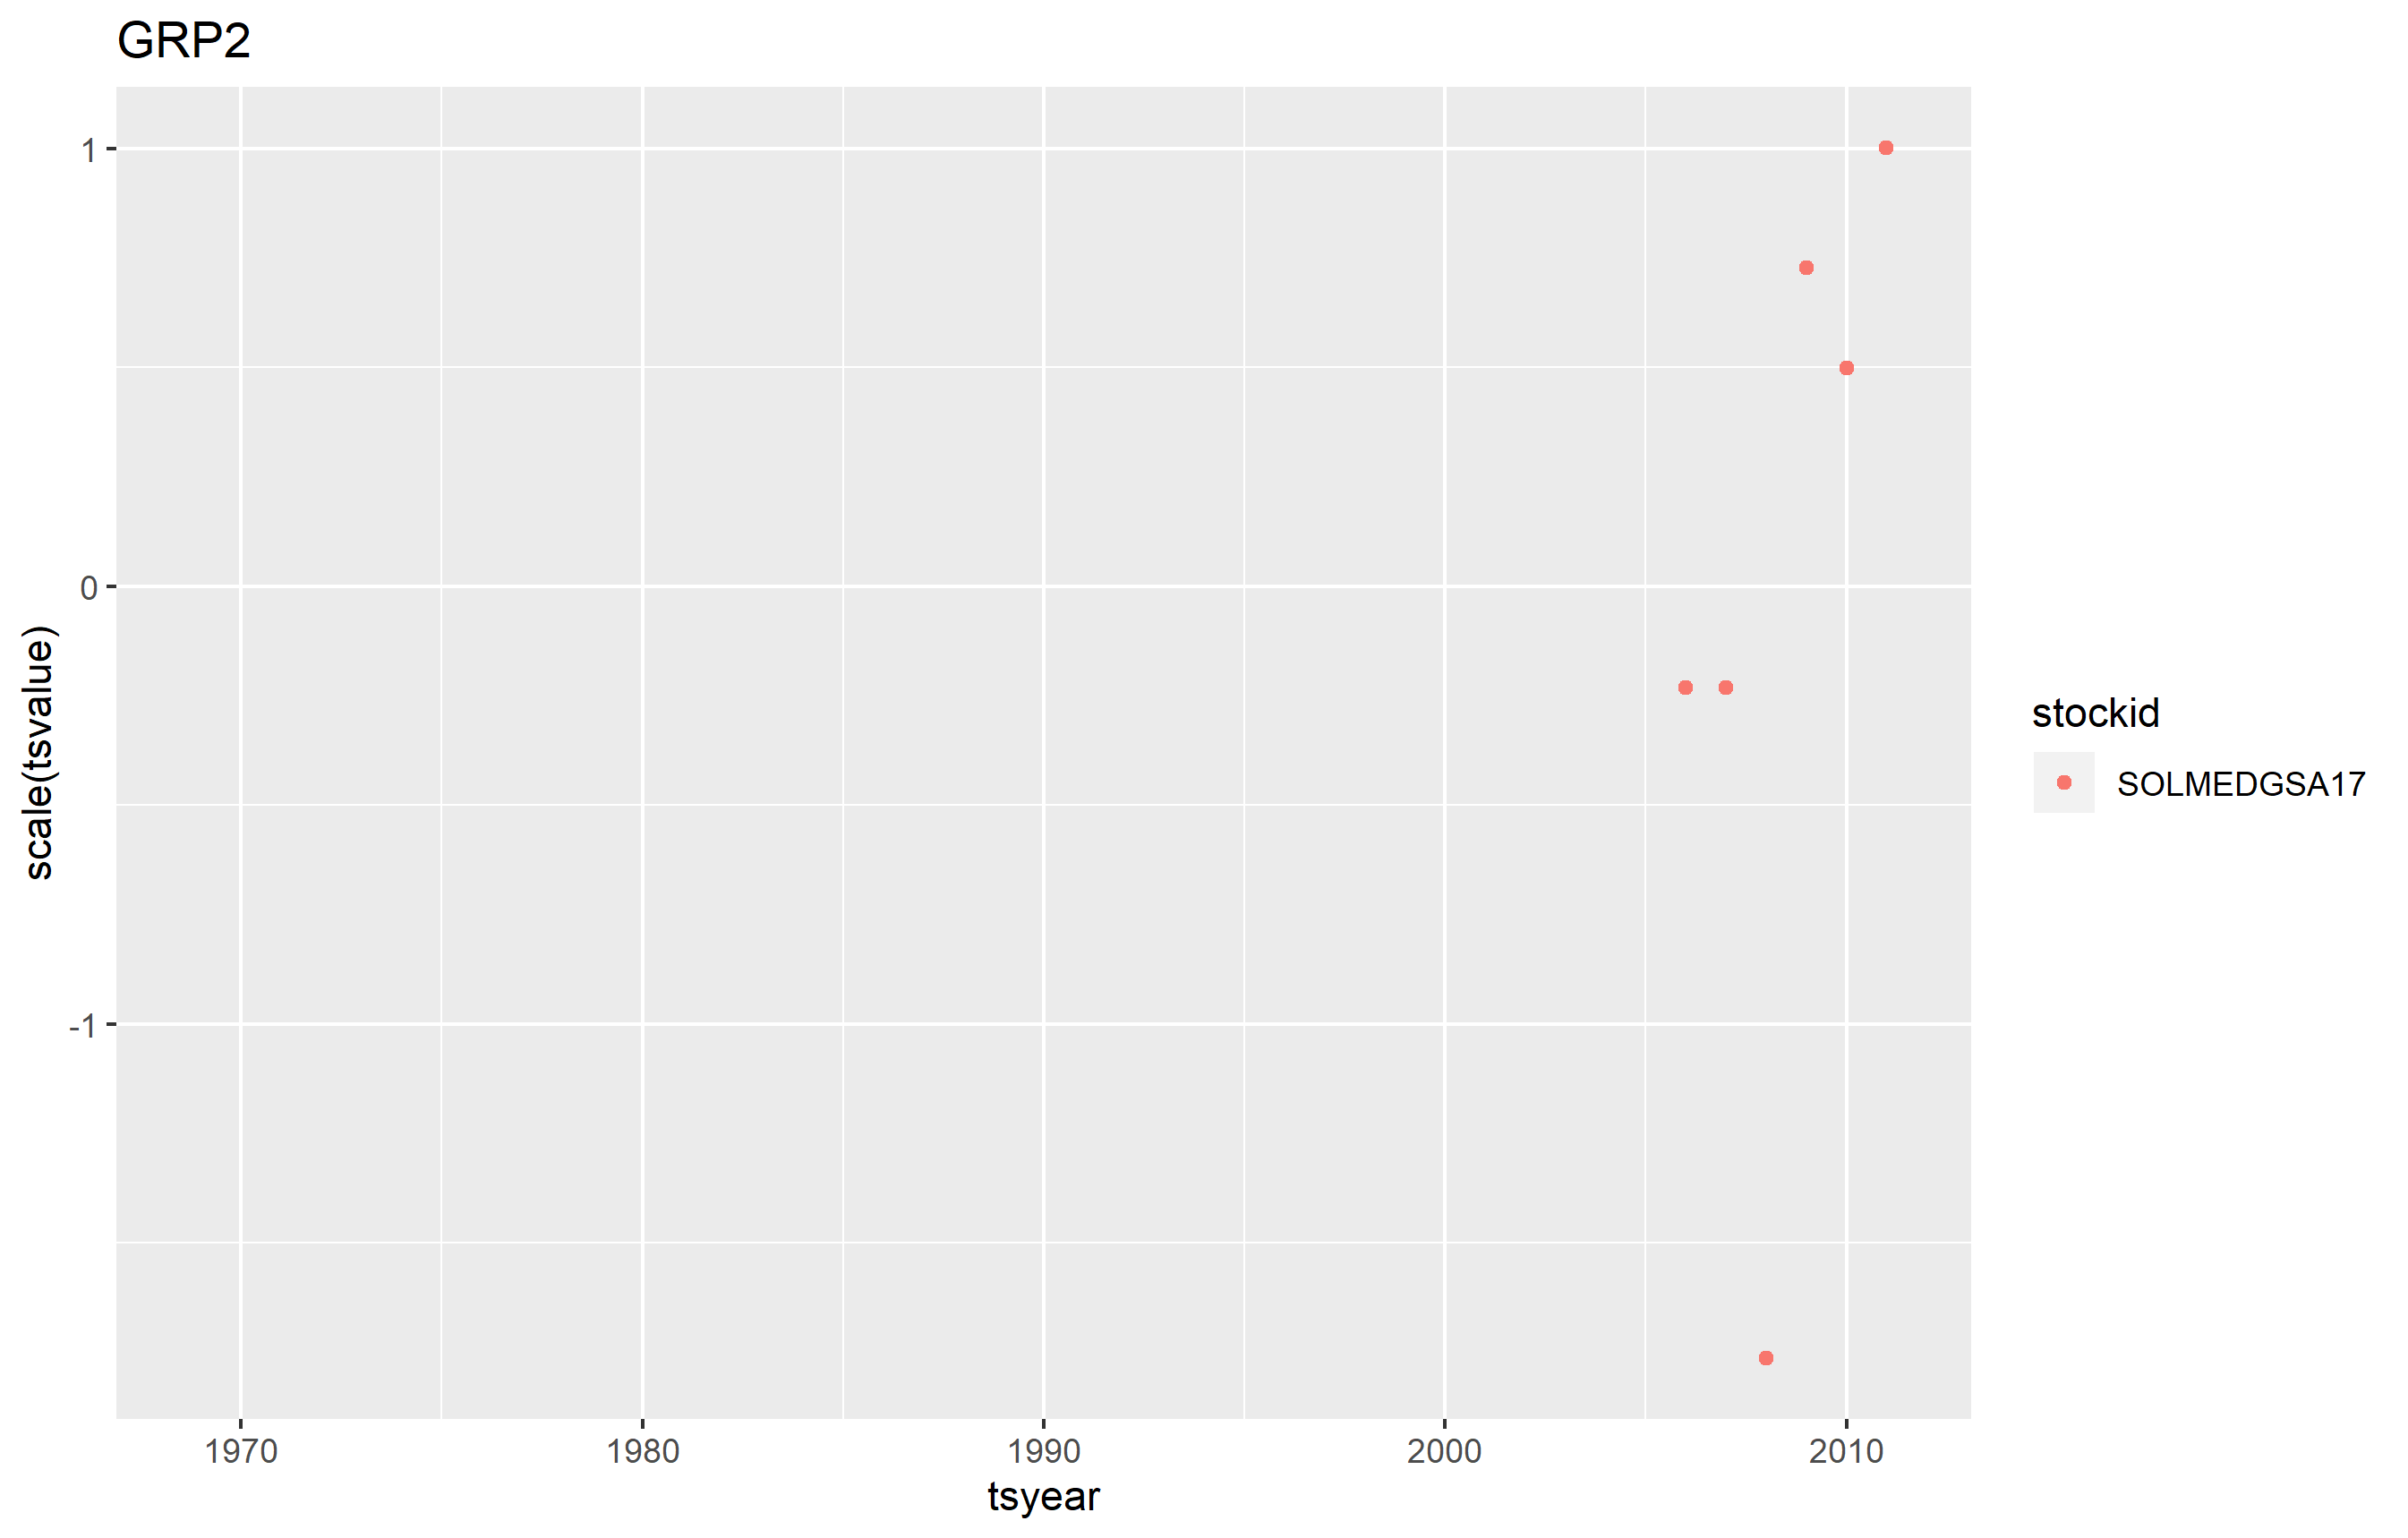 GRP2
1
0
-1
scale(tsvalue)
1970 1980 1990 2000 2010
tsyear
stockid
SOLMEDGSA17